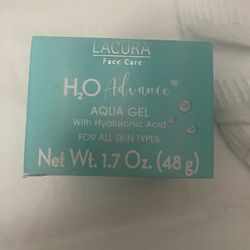 LACURA
Face Care
H2O Advance
AQUA GEL
With Hyaluronic Acid
FOR ALL SKIN TYPES
Net Wt. 1.7 Oz. (48 g)